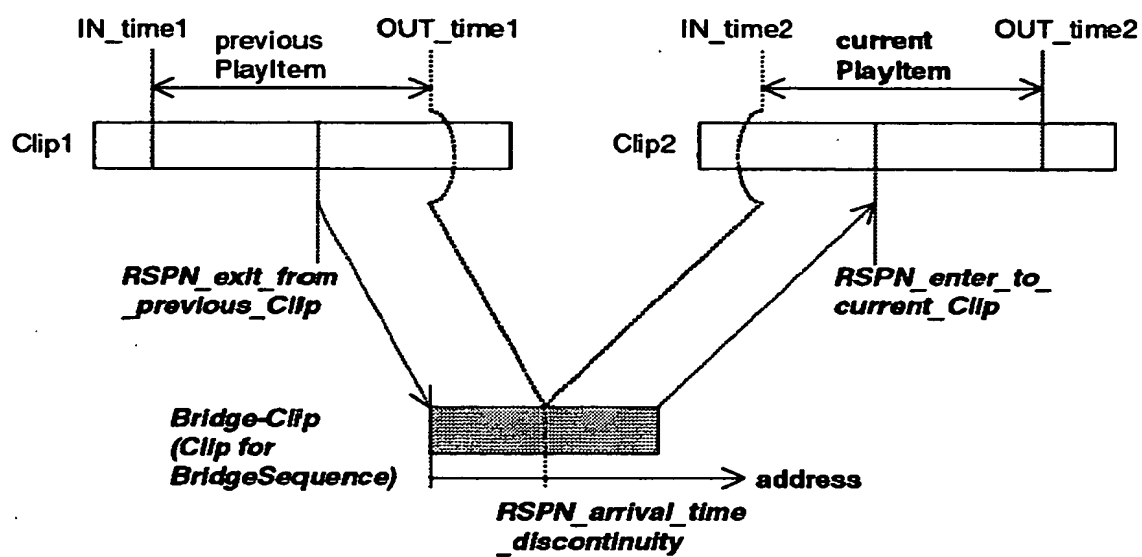 IN_time1
previous
PlayItem
OUT_time1
IN_time2
current
PlayItem
OUT_time2
Clip1
Clip2
RSPN_exit_from
_previous_Clip
RSPN_enter_to_
current_Clip
Bridge-Clip
(Clip for
BridgeSequence)
address
RSPN_arrival_time
_discontinuity